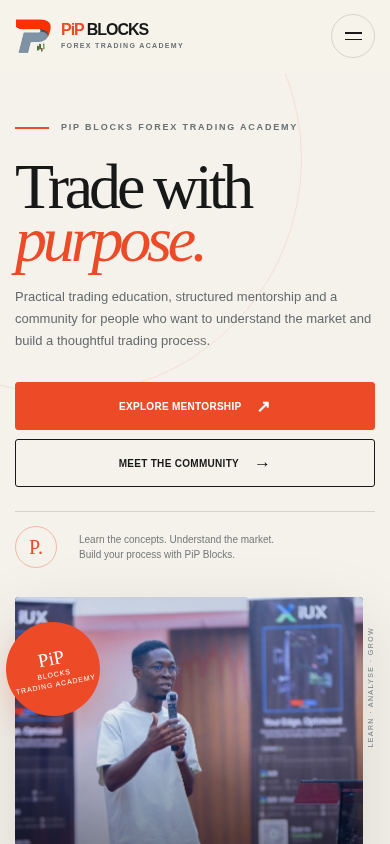 PiP BLOCKS
FOREX TRADING ACADEMY
PIP BLOCKS FOREX TRADING ACADEMY
Trade with
purpose.
Practical trading education, structured mentorship and a
community for people who want to understand the market and
build a thoughtful trading process.
EXPLORE MENTORSHIP ↗
MEET THE COMMUNITY →
P.
Learn the concepts. Understand the market.
Build your process with PiP Blocks.
IUX
XIUX
PiP
BLOCKS
TRADING ACADEMY
Your Edge, Optimized
LEARN · ANALYSE · GROW